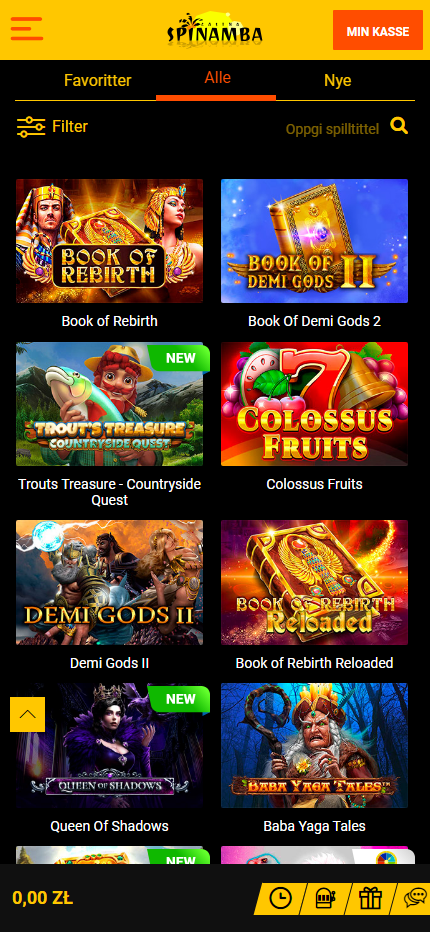 CASINO
SPINAMBA
MIN KASSE
Favoritter
Alle
Nye
Filter
Oppgi spilltittel
BOOK OF
REBIRTH
BOOK OF
DEMI GODS II
Book of Rebirth
Book Of Demi Gods 2
NEW
TROUT'S TREASURE
COUNTRYSIDE QUEST
7
COLOSSUS
FRUITS
Trouts Treasure - Countryside
Quest
Colossus Fruits
DEMI GODS II
BOOK OF REBIRTH
Reloaded
Demi Gods II
Book of Rebirth Reloaded
NEW
QUEEN OF SHADOWS
BABA YAGA TALES
Queen Of Shadows
Baba Yaga Tales
NEW
0,00 ZŁ